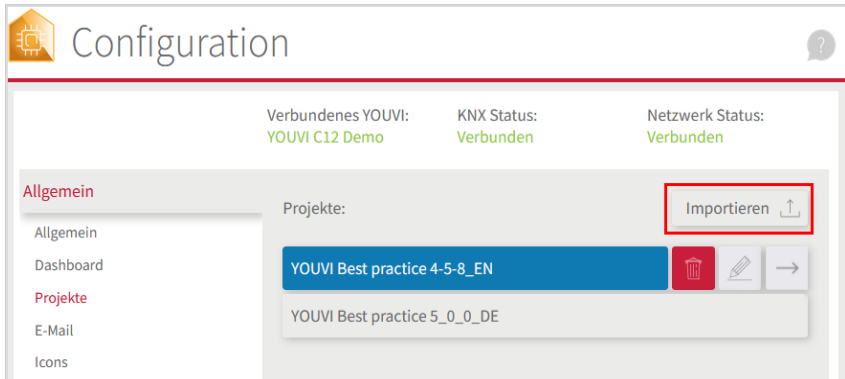 Configuration
?
Verbundenes YOUVI:
YOUVI C12 Demo
KNX Status:
Verbunden
Netzwerk Status:
Verbunden
Allgemein
Allgemein
Dashboard
Projekte
E-Mail
Icons
Projekte:
Importieren
YOUVI Best practice 4-5-8_EN
YOUVI Best practice 5_0_0_DE